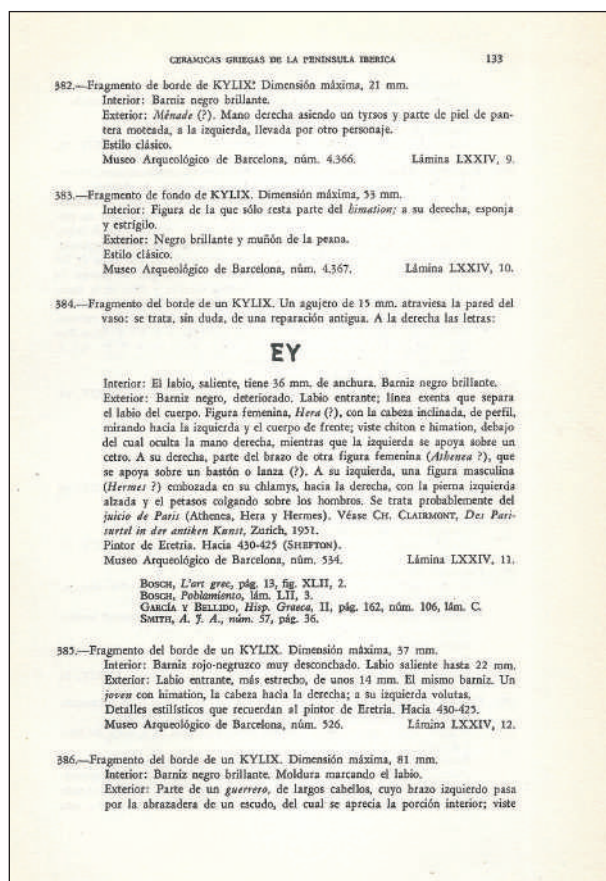 CERAMICAS GRIEGAS DE LA PENINSULA IBERICA 133
382.—Fragmento de borde de KYLIX. Dimensión máxima, 21 mm.
Interior: Barniz negro brillante.
Exterior: Ménade (?). Mano derecha asiendo un tyrsos y parte de piel de pan-
tera moteada, a la izquierda, llevada por otro personaje.
Estilo clásico.
Museo Arqueológico de Barcelona, núm. 4.366. Lámina LXXIV, 9.
383.—Fragmento de fondo de KYLIX. Dimensión máxima, 53 mm.
Interior: Figura de la que sólo resta parte del himation; a su derecha, esponja
y estrígilo.
Exterior: Negro brillante y muñón de la peana.
Estilo clásico.
Museo Arqueológico de Barcelona, núm. 4.367. Lámina LXXIV, 10.
384.—Fragmento del borde de un KYLIX. Un agujero de 15 mm. atraviesa la pared del
vaso: se trata, sin duda, de una reparación antigua. A la derecha las letras:
EY
Interior: El labio, saliente, tiene 36 mm. de anchura. Barniz negro brillante.
Exterior: Barniz negro, deteriorado. Labio entrante; línea exenta que separa
el labio del cuerpo. Figura femenina, Hera (?), con la cabeza inclinada, de perfil,
mirando hacia la izquierda y el cuerpo de frente; viste chiton e himation, debajo
del cual oculta la mano derecha, mientras que la izquierda se apoya sobre un
cetro. A su derecha, parte del brazo de otra figura femenina (Athenea ?), que
se apoya sobre un bastón o lanza (?). A su izquierda, una figura masculina
(Hermes ?) embozada en su chlamys, hacia la derecha, con la pierna izquierda
alzada y el petasos colgando sobre los hombros. Se trata probablemente del
juicio de Paris (Athenea, Hera y Hermes). Véase CH. CLAIRMONT, Des Pari-
surtel in der antiken Kunst, Zurich, 1951.
Pintor de Eretria. Hacia 430-425 (SHEFTON).
Museo Arqueológico de Barcelona, núm. 534. Lámina LXXIV, 11.
BOSCH, L'art grec, pág. 13, fig. XLII, 2.
BOSCH, Poblamiento, lám. LII, 3.
GARCÍA Y BELLIDO, Hisp. Graeca, II, pág. 162, núm. 106, lám. C.
SMITH, A. J. A., núm. 57, pág. 36.
385.—Fragmento del borde de un KYLIX. Dimensión máxima, 37 mm.
Interior: Barniz rojo-negruzco muy desconchado. Labio saliente hasta 22 mm.
Exterior: Labio entrante, más estrecho, de unos 14 mm. El mismo barniz. Un
joven con himation, la cabeza hacia la derecha; a su izquierda volutas.
Detalles estilísticos que recuerdan al pintor de Eretria. Hacia 430-425.
Museo Arqueológico de Barcelona, núm. 526. Lámina LXXIV, 12.
386.—Fragmento del borde de un KYLIX. Dimensión máxima, 81 mm.
Interior: Barniz negro brillante. Moldura marcando el labio.
Exterior: Parte de un guerrero, de largos cabellos, cuyo brazo izquierdo pasa
por la abrazadera de un escudo, del cual se aprecia la porción interior; viste